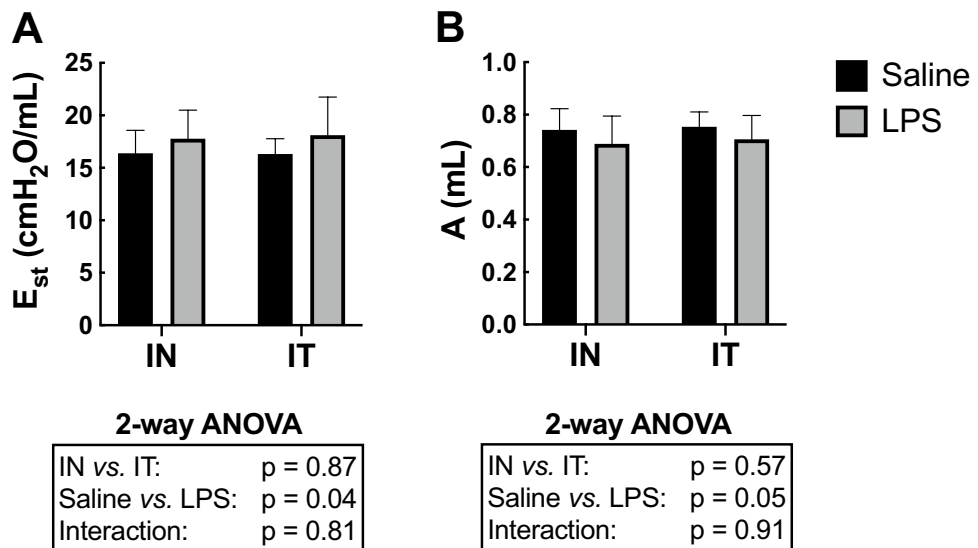 A
E_st (cmH₂O/mL)
25
20
15
10
5
0
IN IT
2-way ANOVA
IN vs. IT: p = 0.87
Saline vs. LPS: p = 0.04
Interaction: p = 0.81
B
A (mL)
1.0
0.8
0.6
0.4
0.2
0.0
IN IT
2-way ANOVA
IN vs. IT: p = 0.57
Saline vs. LPS: p = 0.05
Interaction: p = 0.91
Saline
LPS